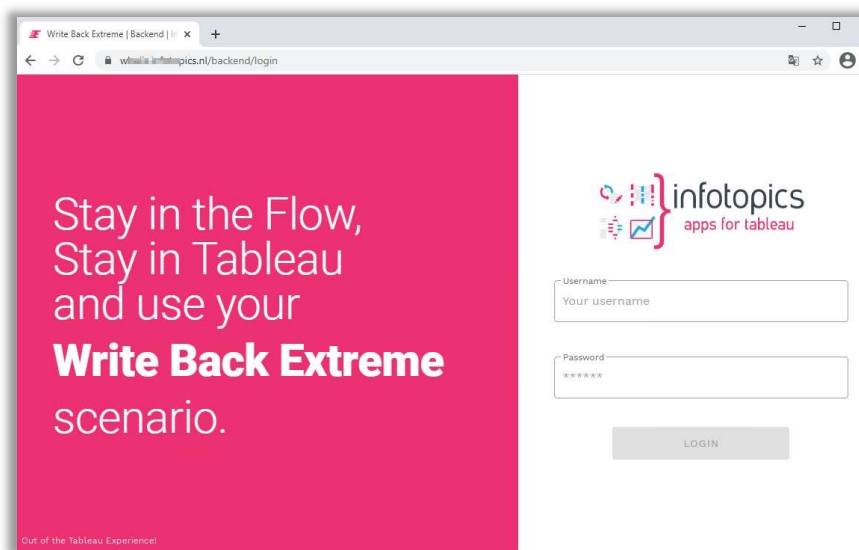 Write Back Extreme | Backend | In
pics.nl/backend/login
Stay in the Flow,
Stay in Tableau
and use your
Write Back Extreme
scenario.
Out of the Tableau Experience!
infotopics
apps for tableau
Username
Your username
Password
******
LOGIN